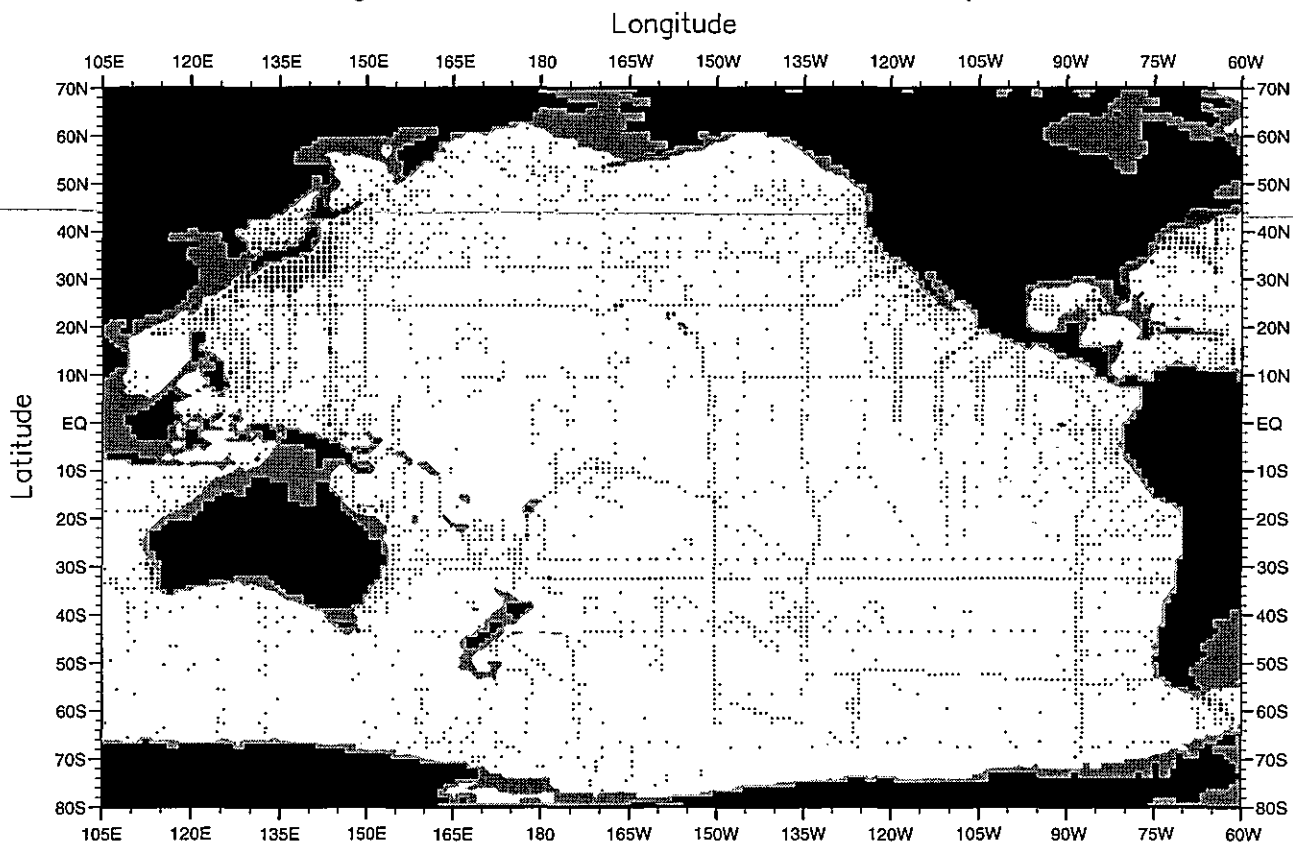 Longitude
105E 120E 135E 150E 165E 180 165W 150W 135W 120W 105W 90W 75W 60W
70N 70N
60N 60N
50N 50N
40N 40N
30N 30N
20N 20N
10N 10N
Latitude
EQ EQ
10S 10S
20S 20S
30S 30S
40S 40S
50S 50S
60S 60S
70S 70S
80S 80S
105E 120E 135E 150E 165E 180 165W 150W 135W 120W 105W 90W 75W 60W